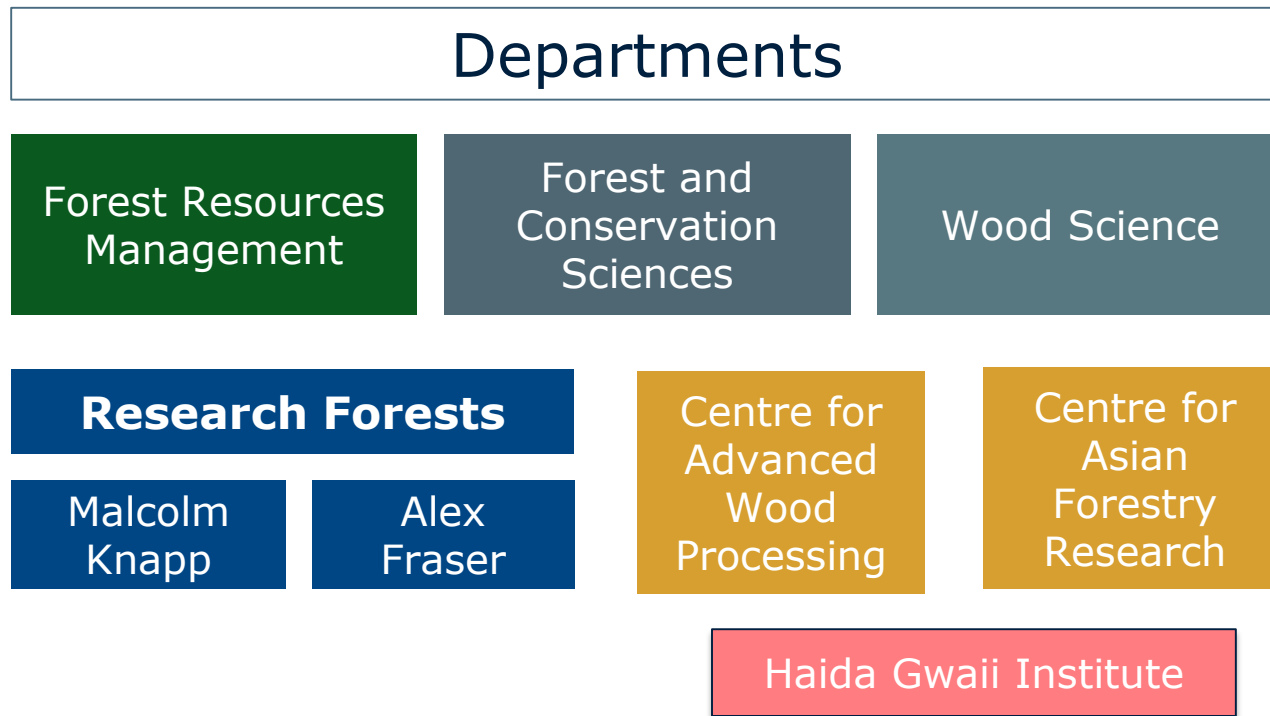 Departments
Forest Resources
Management
Forest and
Conservation
Sciences
Wood Science
Research Forests
Malcolm
Knapp
Alex
Fraser
Centre for
Advanced
Wood
Processing
Centre for
Asian
Forestry
Research
Haida Gwaii Institute